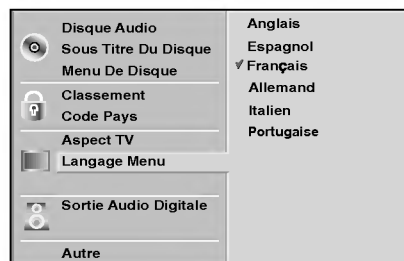 Disque Audio
Sous Titre Du Disque
Menu De Disque
Classement
Code Pays
Aspect TV
Langage Menu
Sortie Audio Digitale
Autre
Anglais
Espagnol
Français
Allemand
Italien
Portugaise